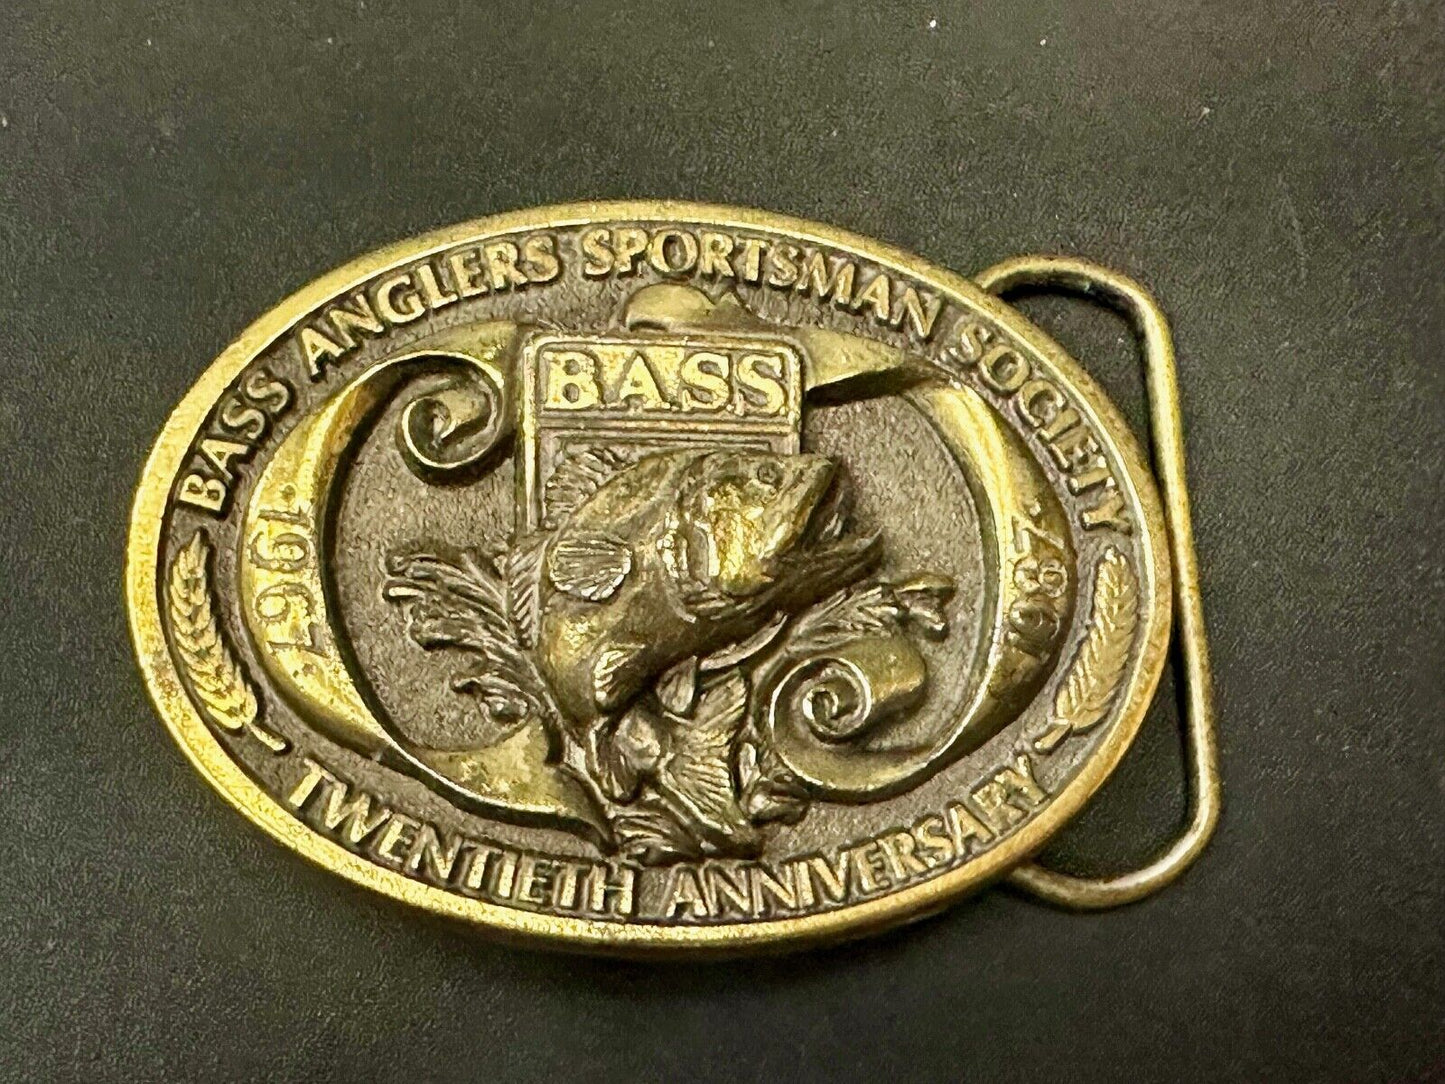 BASS ANGLERS SPORTSMAN SOCIETY
BASS
1967
1987
TWENTIETH ANNIVERSARY